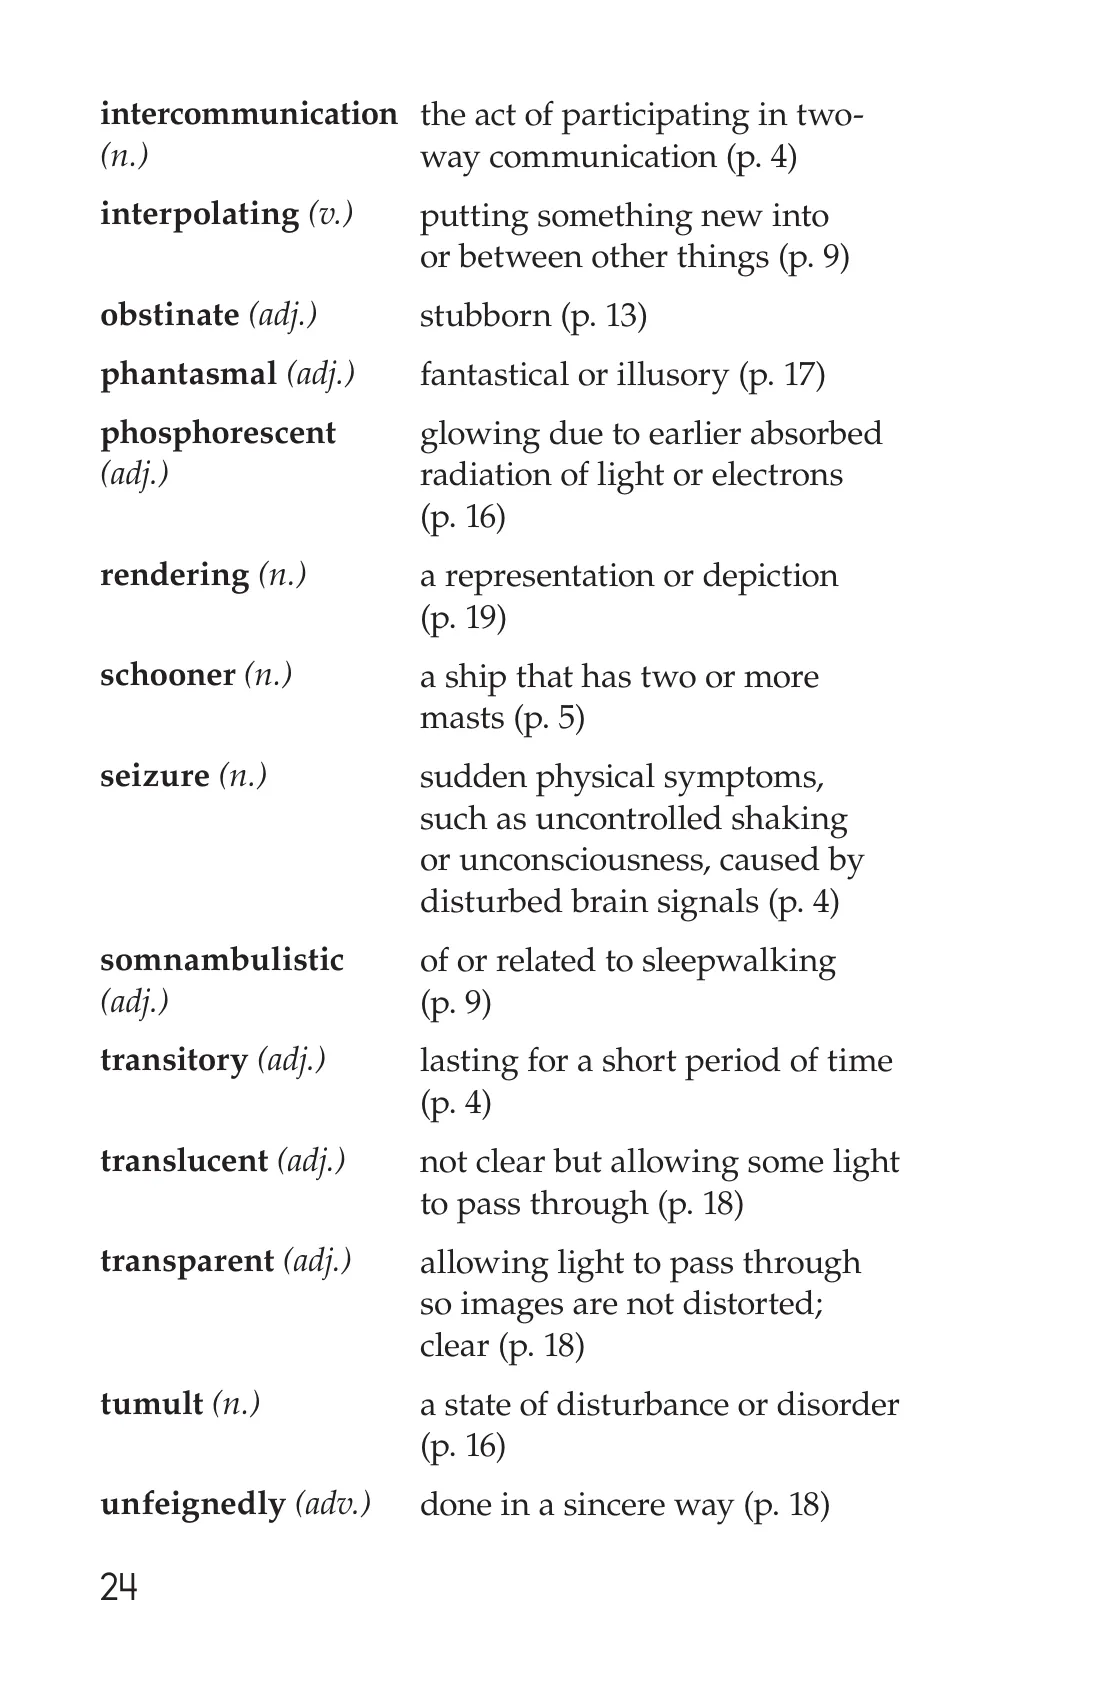 intercommunication the act of participating in two-
(n.) way communication (p. 4)
interpolating (v.) putting something new into
or between other things (p. 9)
obstinate (adj.) stubborn (p. 13)
phantasmal (adj.) fantastical or illusory (p. 17)
phosphorescent glowing due to earlier absorbed
(adj.) radiation of light or electrons
(p. 16)
rendering (n.) a representation or depiction
(p. 19)
schooner (n.) a ship that has two or more
masts (p. 5)
seizure (n.) sudden physical symptoms,
such as uncontrolled shaking
or unconsciousness, caused by
disturbed brain signals (p. 4)
somnambulistic of or related to sleepwalking
(adj.) (p. 9)
transitory (adj.) lasting for a short period of time
(p. 4)
translucent (adj.) not clear but allowing some light
to pass through (p. 18)
transparent (adj.) allowing light to pass through
so images are not distorted;
clear (p. 18)
tumult (n.) a state of disturbance or disorder
(p. 16)
unfeignedly (adv.) done in a sincere way (p. 18)
24